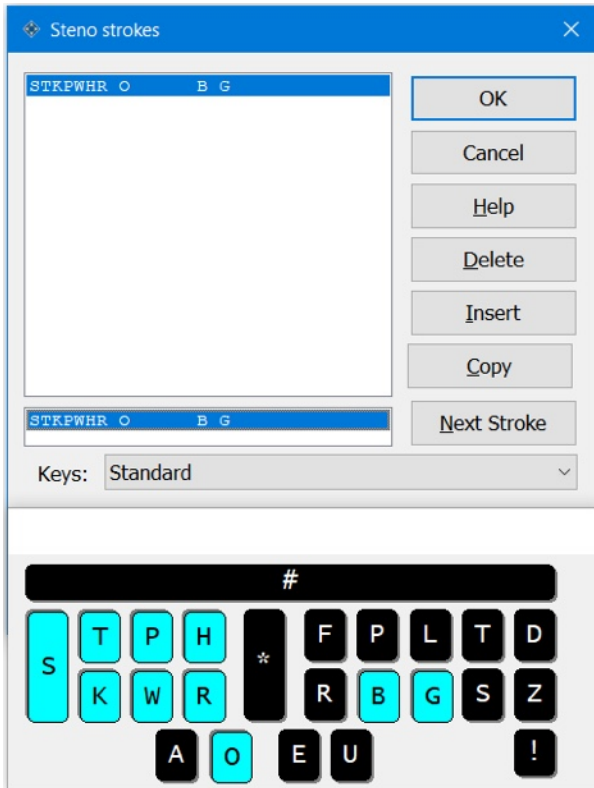 Steno strokes
STKPWHR O B G
OK
Cancel
Help
Delete
Insert
Copy
STKPWHR O B G
Next Stroke
Keys: Standard
#
S T P H * F P L T D
K W R R B G S Z
A O E U !